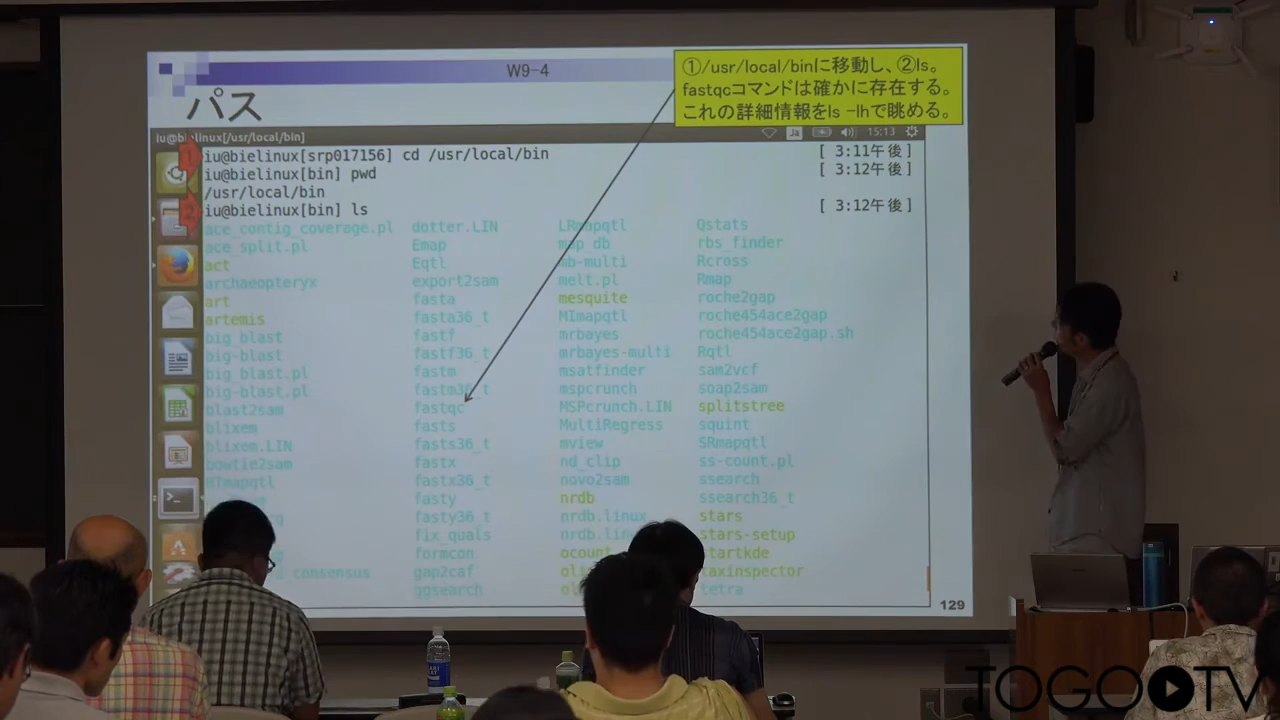 W9-4
パス
①/usr/local/binに移動し、②ls。
fastqcコマンドは確かに存在する。
これの詳細情報をls -lhで眺める。
iu@bielinux[/usr/local/bin]
Ja 15:13
1
iu@bielinux[srp017156] cd /usr/local/bin [ 3:11午後]
iu@bielinux[bin] pwd [ 3:12午後]
/usr/local/bin
2
iu@bielinux[bin] ls [ 3:12午後]
ace_contig_coverage.pl dotter.LIN LRmapqtl Qstats
ace_split.pl Emap map_db rbs_finder
act Eqtl mb-multi Rcross
archaeopteryx export2sam melt.pl Rmap
art fasta mesquite roche2gap
artemis fasta36_t MImapqtl roche454ace2gap
big_blast fastf mrbayes roche454ace2gap.sh
big-blast fastf36_t mrbayes-multi Rqtl
big_blast.pl fastm msatfinder sam2vcf
big-blast.pl fastm36_t mspcrunch soap2sam
blast2sam fastqc MSPcrunch.LIN splitstree
blixem fasts MultiRegress squint
blixem.LIN fasts36_t mview SRmapqtl
bowtie2sam fastx nd_clip ss-count.pl
BTmapqtl fastx36_t novo2sam ssearch
fasty nrdb ssearch36_t
fasty36_t nrdb.linux stars
fix_quals stars-setup
formcon ocount startkde
consensus gap2caf taxinspector
ggsearch tetra
129
TOGO TV